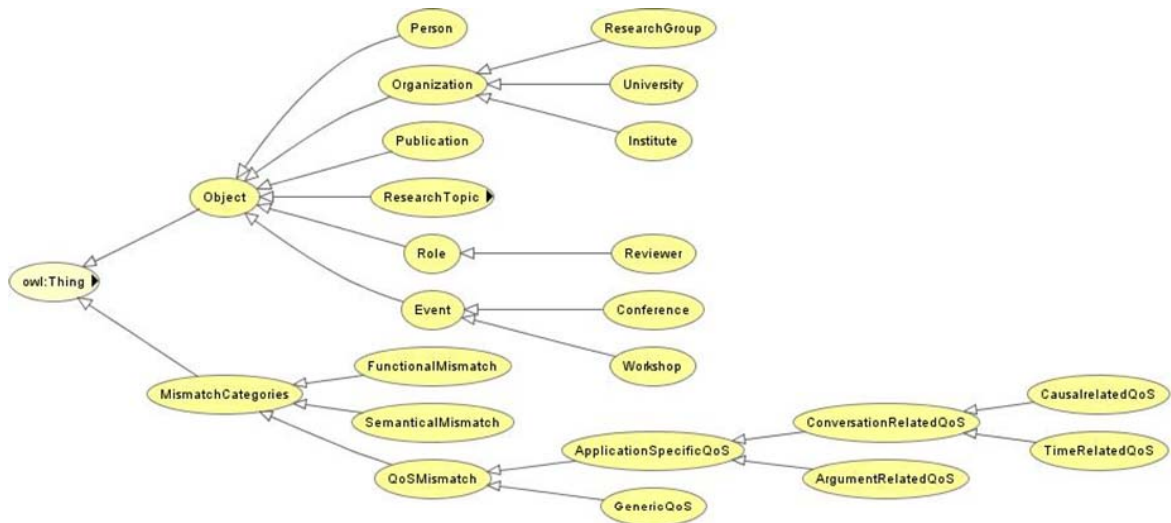 Person
ResearchGroup
Organization
University
Publication
Institute
Object
ResearchTopic
Role
Reviewer
owl:Thing
Event
Conference
Workshop
FunctionalMismatch
MismatchCategories
CausalrelatedQoS
SemanticalMismatch
ConversationRelatedQoS
ApplicationSpecificQoS
TimeRelatedQoS
QoSMismatch
ArgumentRelatedQoS
GenericQoS